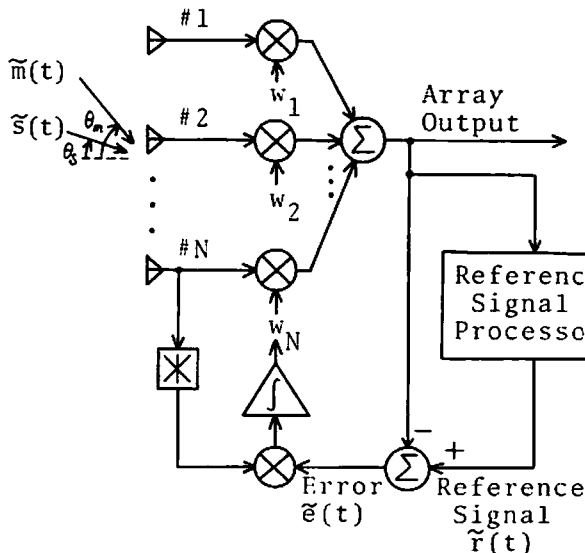 #1
m̃(t)
θm
w1
Array
Output
s̃(t)
θs
#2
Σ
w2
#N
Referenc
Signal
Processo
wN
∫
−
+
Σ
Error
ẽ(t)
Reference
Signal
r̃(t)